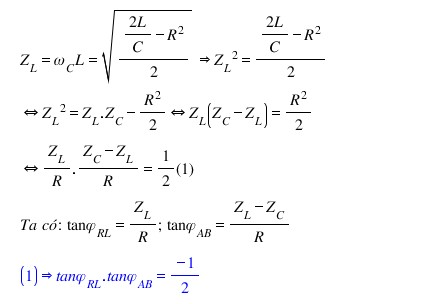 Z_L = ω_C L = √((2L/C − R²)/2) ⇒ Z_L² = (2L/C − R²)/2
⇔ Z_L² = Z_L.Z_C − R²/2 ⇔ Z_L(Z_C − Z_L) = R²/2
⇔ Z_L/R . (Z_C − Z_L)/R = 1/2 (1)
Ta có: tanφ_RL = Z_L/R ; tanφ_AB = (Z_L − Z_C)/R
(1) ⇒ tanφ_RL.tanφ_AB = −1/2